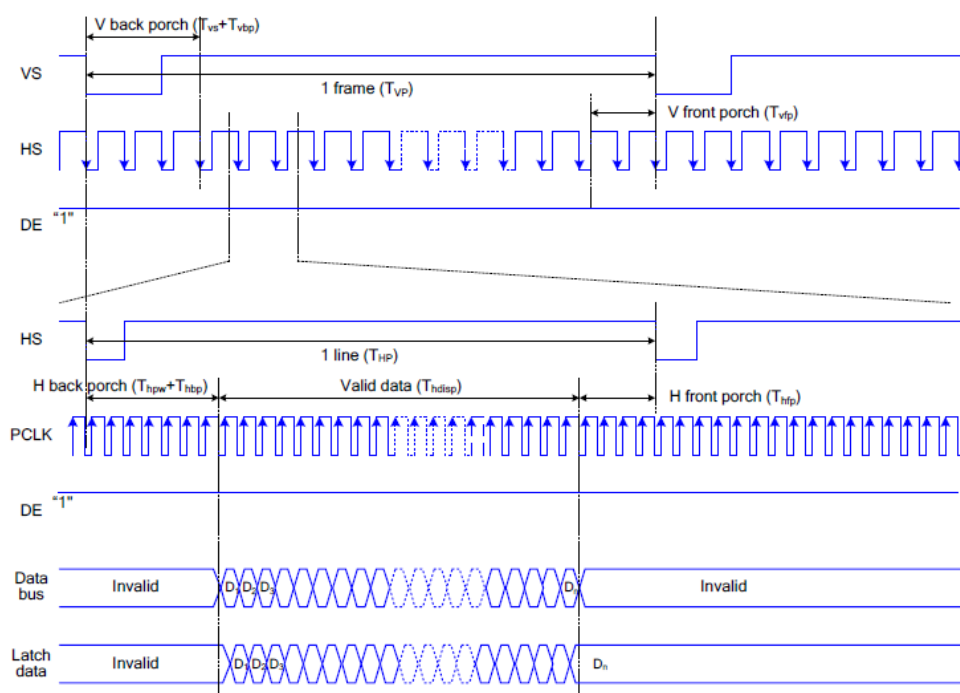 V back porch (Tvs+Tvbp)
VS
1 frame (TVP)
V front porch (Tvfp)
HS
DE "1"
HS
1 line (THP)
H back porch (Thpw+Thbp)
Valid data (Thdisp)
H front porch (Thfp)
PCLK
DE "1"
Data
bus
Invalid
D1 D2 D3
Dn
Invalid
Latch
data
Invalid
D1 D2 D3
Dn